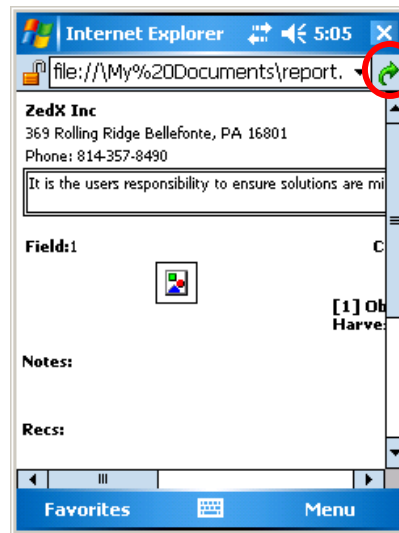 Internet Explorer 5:05
file://\My%20Documents\report.
ZedX Inc
369 Rolling Ridge Bellefonte, PA 16801
Phone: 814-357-8490
It is the users responsibility to ensure solutions are mi
Field:1 C
[1] Ob
Harve
Notes:
Recs:
Favorites Menu